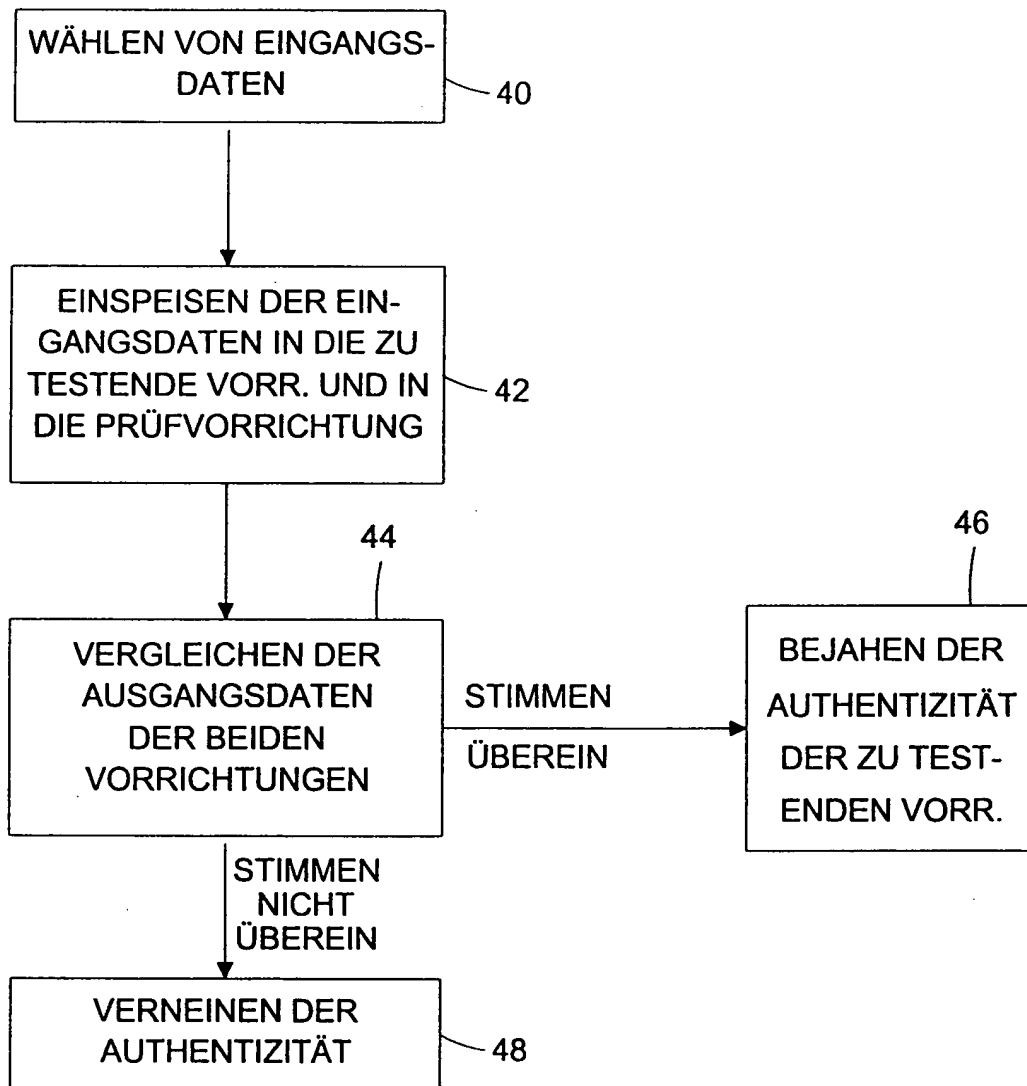 WÄHLEN VON EINGANGS-
DATEN
40
EINSPEISEN DER EIN-
GANGSDATEN IN DIE ZU
TESTENDE VORR. UND IN
DIE PRÜFVORRICHTUNG
42
44
VERGLEICHEN DER
AUSGANGSDATEN
DER BEIDEN
VORRICHTUNGEN
STIMMEN
ÜBEREIN
46
BEJAHEN DER
AUTHENTIZITÄT
DER ZU TEST-
ENDEN VORR.
STIMMEN
NICHT
ÜBEREIN
VERNEINEN DER
AUTHENTIZITÄT
48